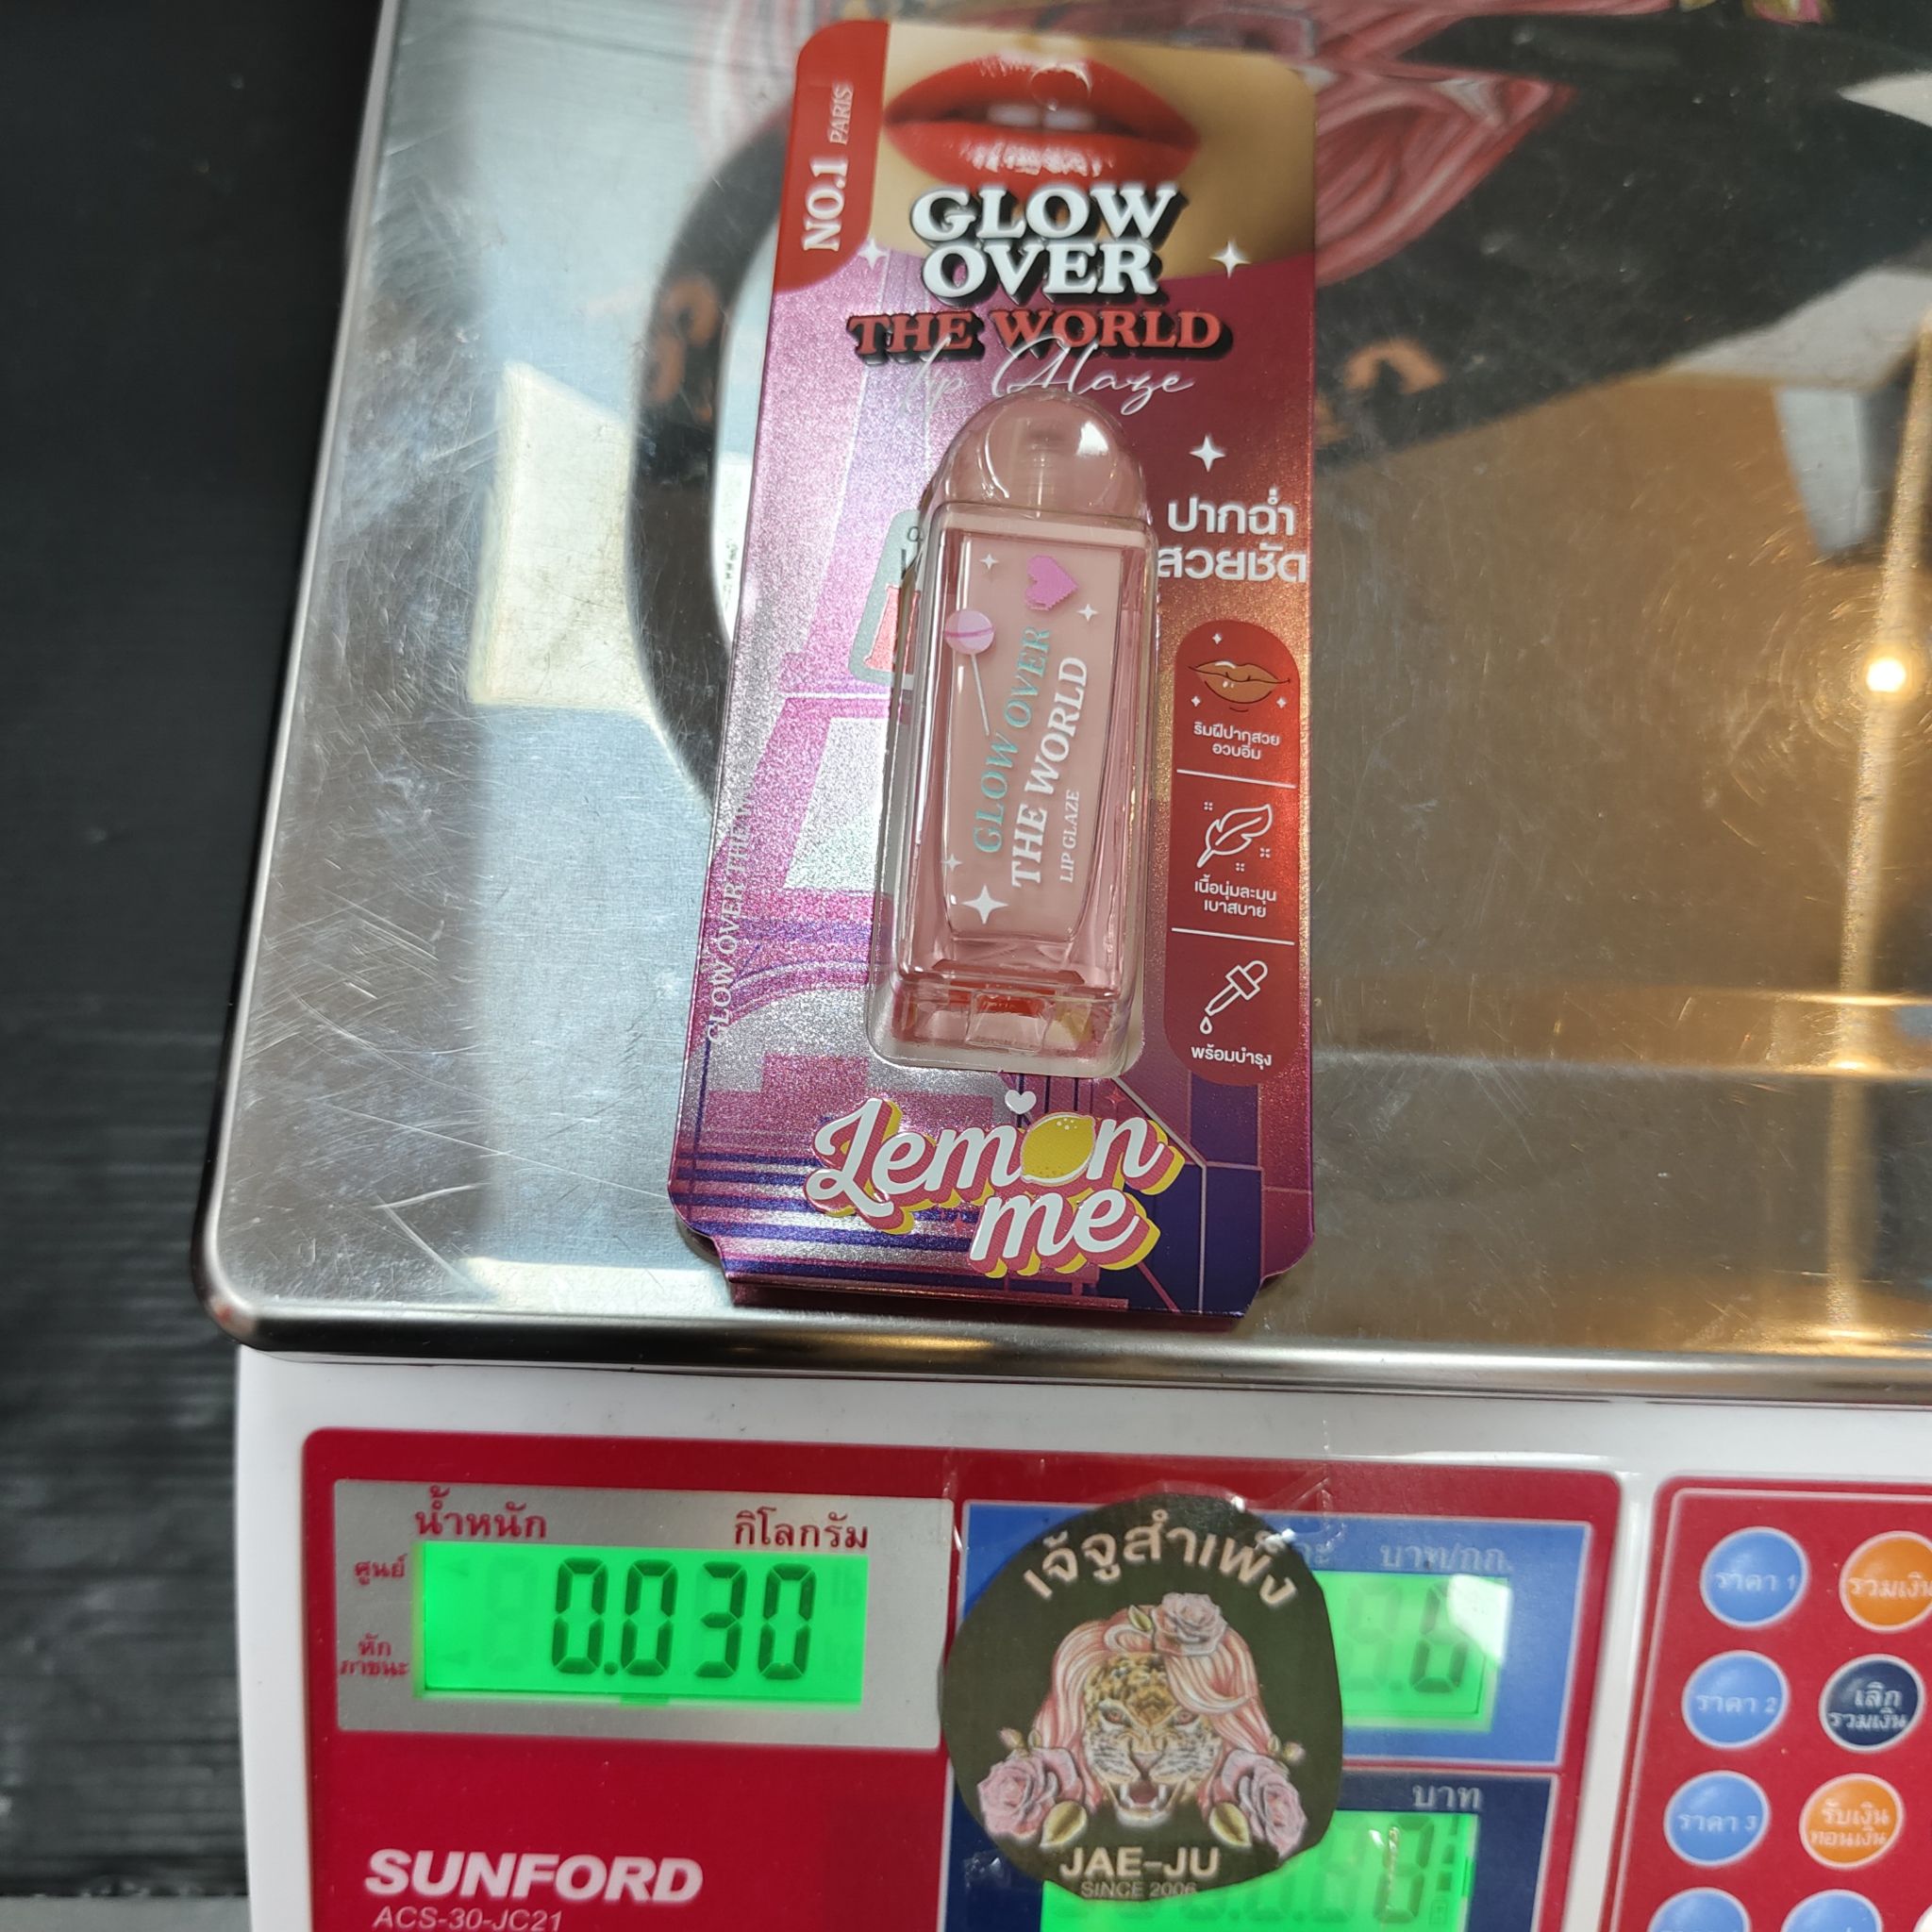 NO.1 PARIS
GLOW
OVER
THE WORLD
Lip Glaze
ปากฉ่ำ
สวยชัด
GLOW OVER
THE WORLD
LIP GLAZE
ริมฝีปากสวย
อวบอิ่ม
เนื้อนุ่มละมุน
เบาสบาย
พร้อมบำรุง
GLOW OVER THE
Lemon
me
น้ำหนัก กิโลกรัม
ศูนย์
0.030
หัก
ภาชนะ
บาท/กก.
บาท
เจ๊จูสำเพ็ง
JAE-JU
SINCE 2006
SUNFORD
ACS-30-JC21
ราคา 1
รวมเงิน
ราคา 2
เลิก
รวมเงิน
ราคา 3
รับเงิน
ทอนเงิน